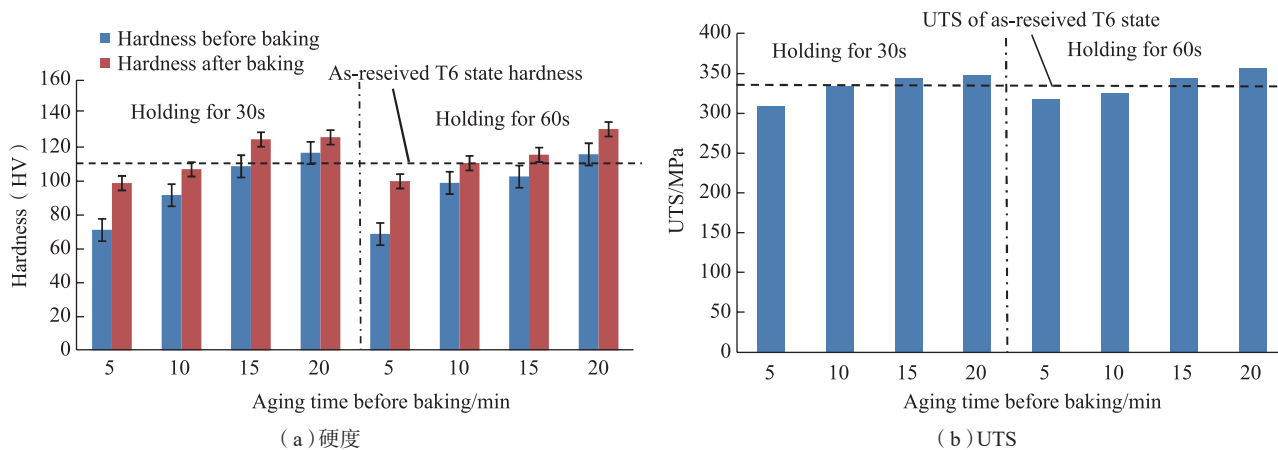 Hardness before baking
Hardness after baking
As-reseived T6 state hardness
Holding for 30s
Holding for 60s
Hardness（HV）
160
140
120
100
80
60
40
20
0
5 10 15 20 5 10 15 20
Aging time before baking/min
（a）硬度
UTS of as-reseived T6 state
Holding for 30s
Holding for 60s
UTS/MPa
400
350
300
250
200
150
100
50
0
5 10 15 20 5 10 15 20
Aging time before baking/min
（b）UTS